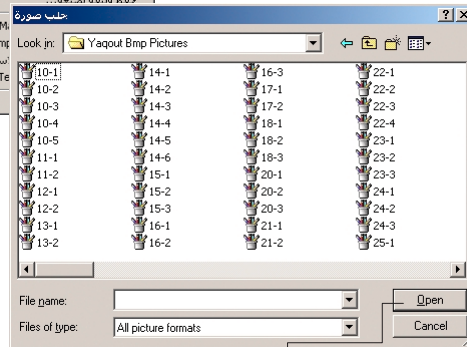 جلب صورة
Look in: Yaqout Bmp Pictures
10-1 14-1 16-3 22-1
10-2 14-2 17-1 22-2
10-3 14-3 17-2 22-3
10-4 14-4 18-1 22-4
10-5 14-5 18-2 23-1
11-1 14-6 18-3 23-2
11-2 15-1 20-1 23-3
12-1 15-2 20-2 24-1
12-2 15-3 20-3 24-2
13-1 16-1 21-1 24-3
13-2 16-2 21-2 25-1
File name: Open
Files of type: All picture formats Cancel